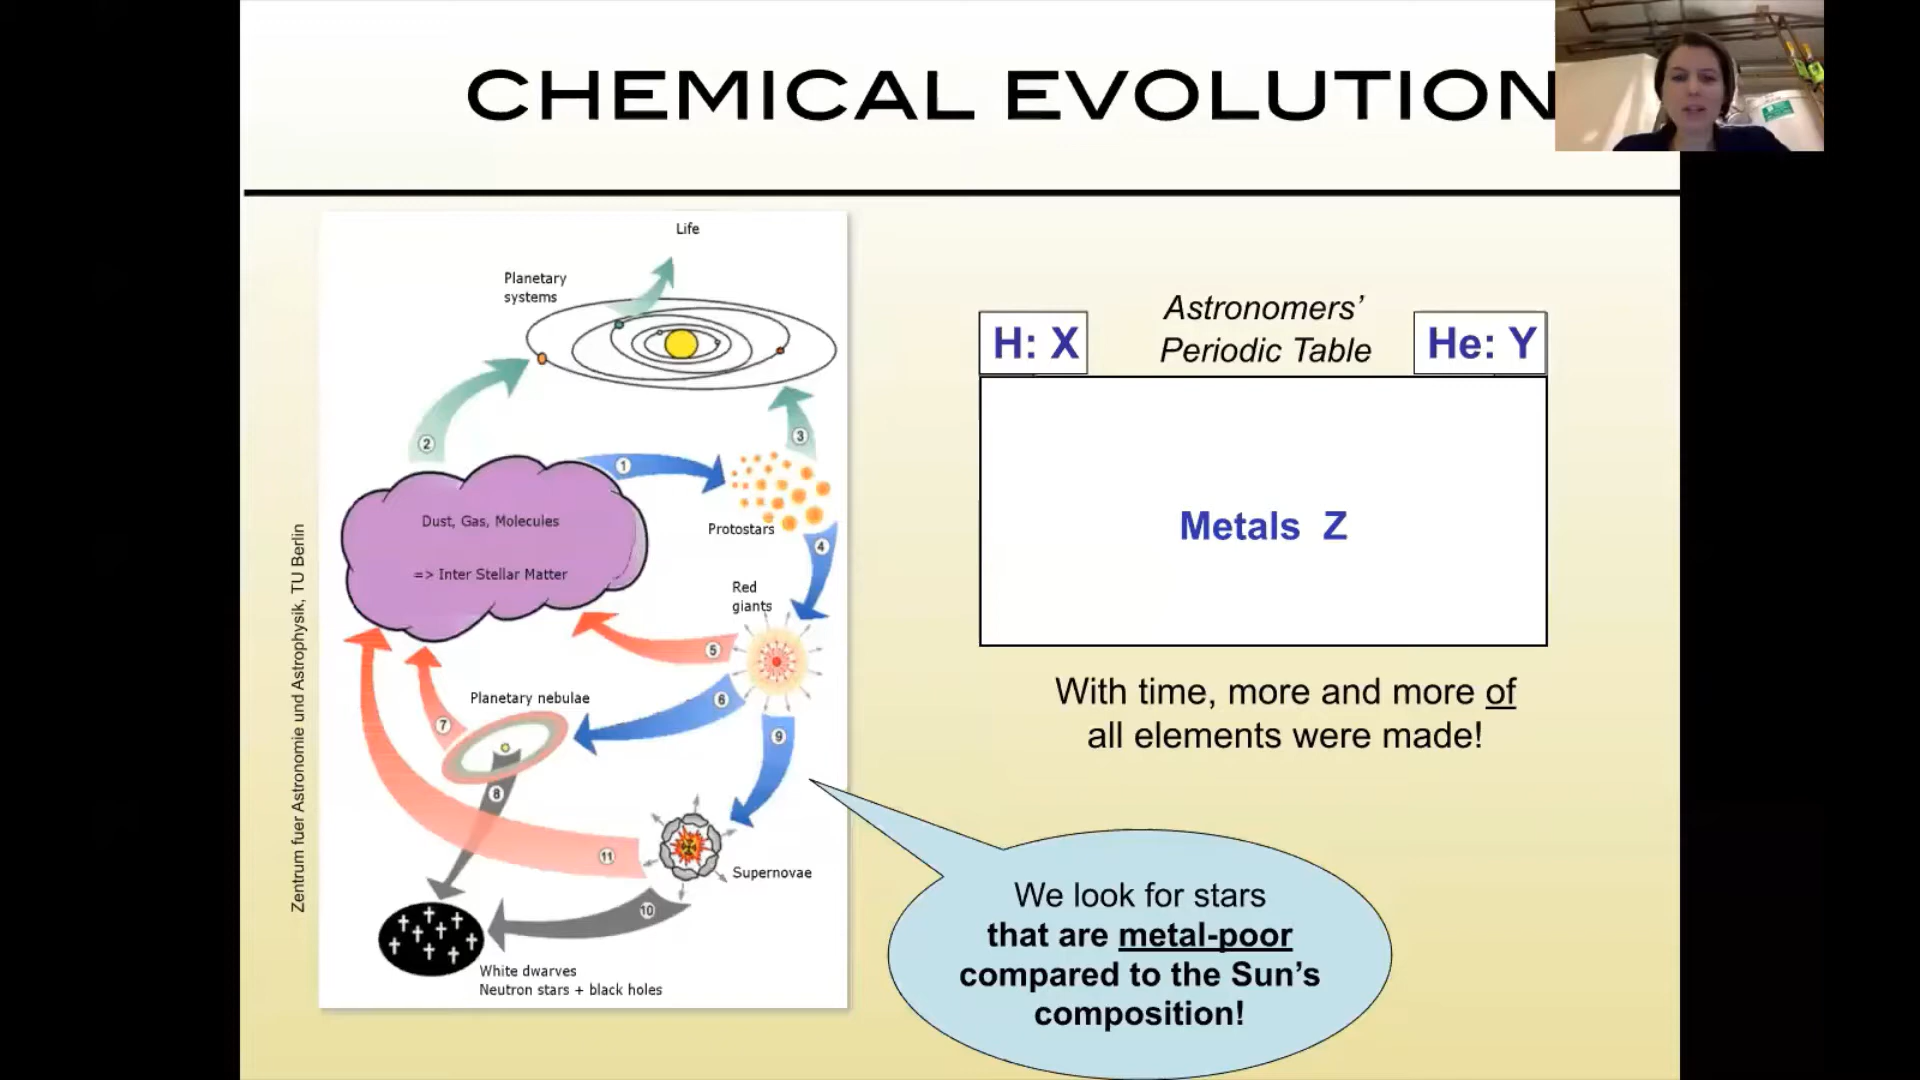 CHEMICAL EVOLUTION
Life
Planetary
systems
2
3
1
Dust, Gas, Molecules
=> Inter Stellar Matter
Protostars
4
Red
giants
5
6
Planetary nebulae
7
9
8
11
Supernovae
10
White dwarves
Neutron stars + black holes
Zentrum fuer Astronomie und Astrophysik, TU Berlin
Astronomers’
Periodic Table
H: X
He: Y
Metals Z
With time, more and more of
all elements were made!
We look for stars
that are metal-poor
compared to the Sun’s
composition!